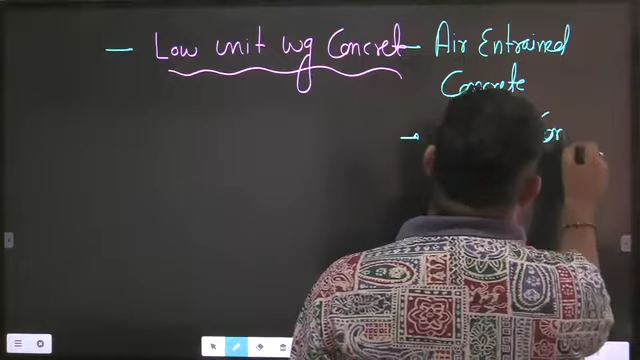 — Low unit wg Concret — Air Entrained
Concrete